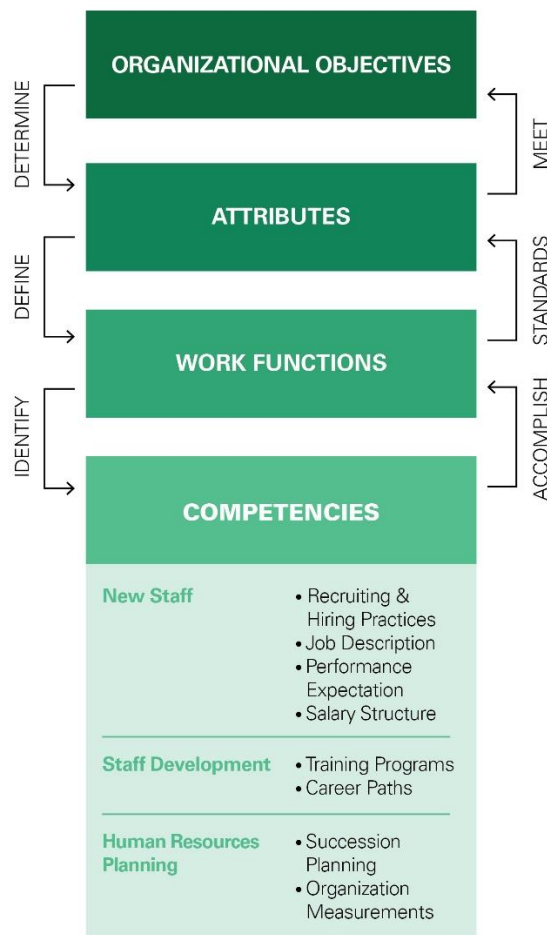 ORGANIZATIONAL OBJECTIVES
DETERMINE
MEET
ATTRIBUTES
DEFINE
STANDARDS
WORK FUNCTIONS
IDENTIFY
ACCOMPLISH
COMPETENCIES
New Staff
• Recruiting &
Hiring Practices
• Job Description
• Performance
Expectation
• Salary Structure
Staff Development
• Training Programs
• Career Paths
Human Resources
Planning
• Succession
Planning
• Organization
Measurements